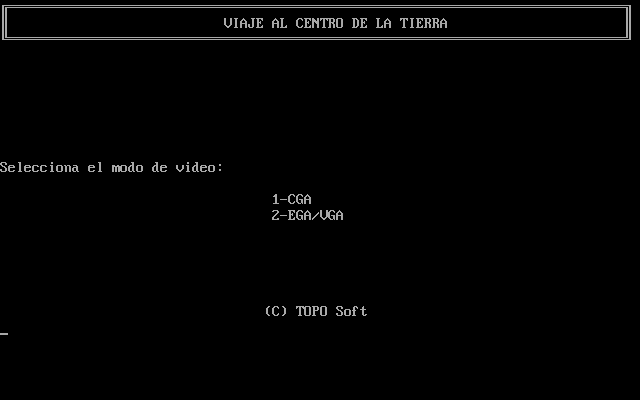 VIAJE AL CENTRO DE LA TIERRA
Selecciona el modo de video:
1-CGA
2-EGA/VGA
(C) TOPO Soft